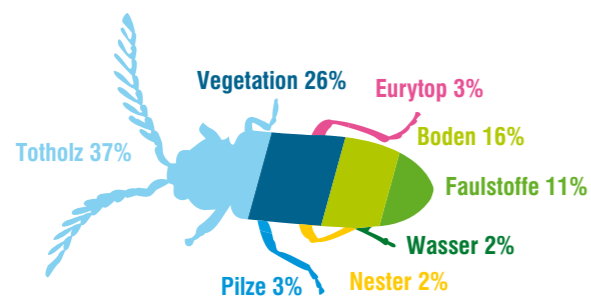 Vegetation 26%
Eurytop 3%
Boden 16%
Totholz 37%
Faulstoffe 11%
Wasser 2%
Nester 2%
Pilze 3%